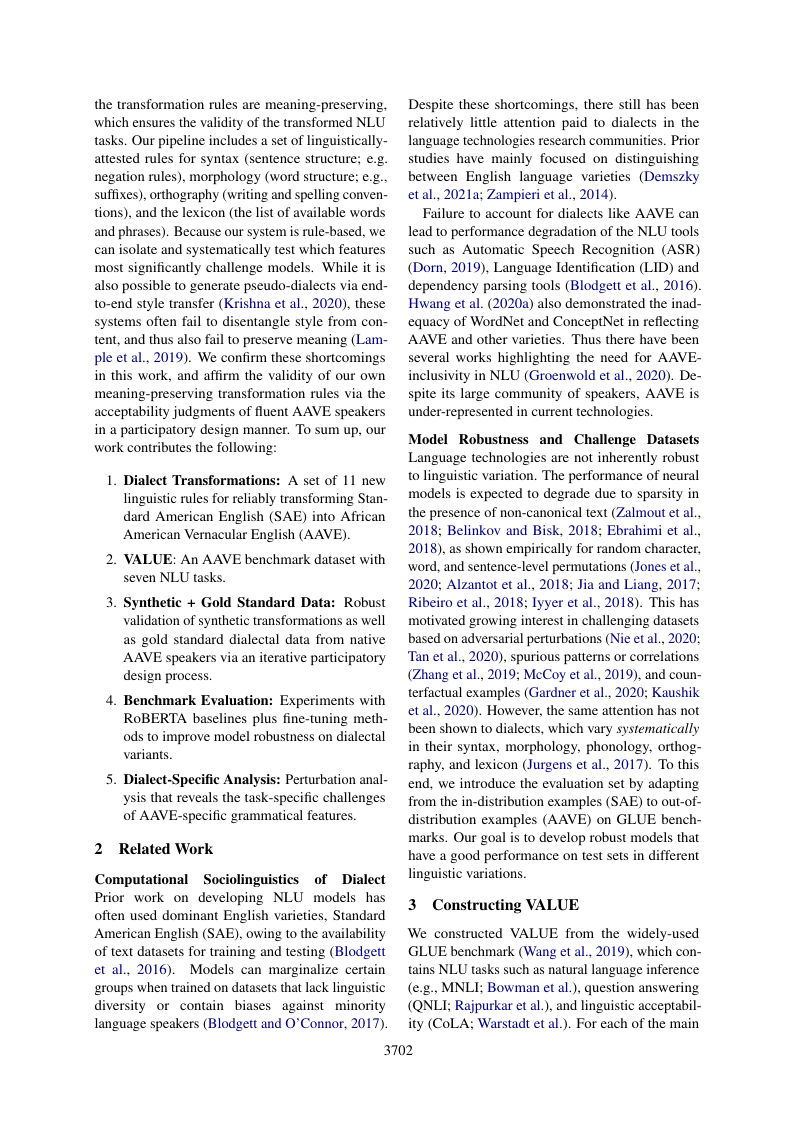 the transformation rules are meaning-preserving,
which ensures the validity of the transformed NLU
tasks. Our pipeline includes a set of linguistically-
attested rules for syntax (sentence structure; e.g.
negation rules), morphology (word structure; e.g.,
suffixes), orthography (writing and spelling conven-
tions), and the lexicon (the list of available words
and phrases). Because our system is rule-based, we
can isolate and systematically test which features
most significantly challenge models. While it is
also possible to generate pseudo-dialects via end-
to-end style transfer (Krishna et al., 2020), these
systems often fail to disentangle style from con-
tent, and thus also fail to preserve meaning (Lam-
ple et al., 2019). We confirm these shortcomings
in this work, and affirm the validity of our own
meaning-preserving transformation rules via the
acceptability judgments of fluent AAVE speakers
in a participatory design manner. To sum up, our
work contributes the following:
1. Dialect Transformations: A set of 11 new
linguistic rules for reliably transforming Stan-
dard American English (SAE) into African
American Vernacular English (AAVE).
2. VALUE: An AAVE benchmark dataset with
seven NLU tasks.
3. Synthetic + Gold Standard Data: Robust
validation of synthetic transformations as well
as gold standard dialectal data from native
AAVE speakers via an iterative participatory
design process.
4. Benchmark Evaluation: Experiments with
RoBERTA baselines plus fine-tuning meth-
ods to improve model robustness on dialectal
variants.
5. Dialect-Specific Analysis: Perturbation anal-
ysis that reveals the task-specific challenges
of AAVE-specific grammatical features.
2 Related Work
Computational Sociolinguistics of Dialect
Prior work on developing NLU models has
often used dominant English varieties, Standard
American English (SAE), owing to the availability
of text datasets for training and testing (Blodgett
et al., 2016). Models can marginalize certain
groups when trained on datasets that lack linguistic
diversity or contain biases against minority
language speakers (Blodgett and O'Connor, 2017).
Despite these shortcomings, there still has been
relatively little attention paid to dialects in the
language technologies research communities. Prior
studies have mainly focused on distinguishing
between English language varieties (Demszky
et al., 2021a; Zampieri et al., 2014).
Failure to account for dialects like AAVE can
lead to performance degradation of the NLU tools
such as Automatic Speech Recognition (ASR)
(Dorn, 2019), Language Identification (LID) and
dependency parsing tools (Blodgett et al., 2016).
Hwang et al. (2020a) also demonstrated the inad-
equacy of WordNet and ConceptNet in reflecting
AAVE and other varieties. Thus there have been
several works highlighting the need for AAVE-
inclusivity in NLU (Groenwold et al., 2020). De-
spite its large community of speakers, AAVE is
under-represented in current technologies.
Model Robustness and Challenge Datasets
Language technologies are not inherently robust
to linguistic variation. The performance of neural
models is expected to degrade due to sparsity in
the presence of non-canonical text (Zalmout et al.,
2018; Belinkov and Bisk, 2018; Ebrahimi et al.,
2018), as shown empirically for random character,
word, and sentence-level permutations (Jones et al.,
2020; Alzantot et al., 2018; Jia and Liang, 2017;
Ribeiro et al., 2018; Iyyer et al., 2018). This has
motivated growing interest in challenging datasets
based on adversarial perturbations (Nie et al., 2020;
Tan et al., 2020), spurious patterns or correlations
(Zhang et al., 2019; McCoy et al., 2019), and coun-
terfactual examples (Gardner et al., 2020; Kaushik
et al., 2020). However, the same attention has not
been shown to dialects, which vary systematically
in their syntax, morphology, phonology, orthog-
raphy, and lexicon (Jurgens et al., 2017). To this
end, we introduce the evaluation set by adapting
from the in-distribution examples (SAE) to out-of-
distribution examples (AAVE) on GLUE bench-
marks. Our goal is to develop robust models that
have a good performance on test sets in different
linguistic variations.
3 Constructing VALUE
We constructed VALUE from the widely-used
GLUE benchmark (Wang et al., 2019), which con-
tains NLU tasks such as natural language inference
(e.g., MNLI; Bowman et al.), question answering
(QNLI; Rajpurkar et al.), and linguistic acceptabil-
ity (CoLA; Warstadt et al.). For each of the main
3702